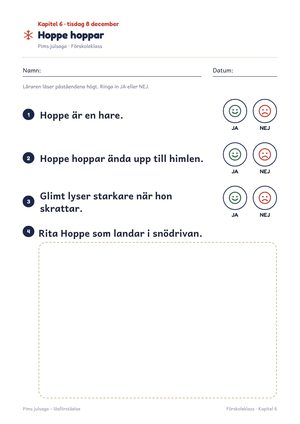 Kapitel 6 · tisdag 8 december
Hoppe hoppar
Pims julsaga · Förskoleklass
Namn:
Datum:
Läraren läser påståendena högt. Ringa in JA eller NEJ.
1 Hoppe är en hare.
JA NEJ
2 Hoppe hoppar ända upp till himlen.
JA NEJ
3 Glimt lyser starkare när hon
skrattar.
JA NEJ
4 Rita Hoppe som landar i snödrivan.
Pims julsaga – läsförståelse
Förskoleklass · Kapitel 6